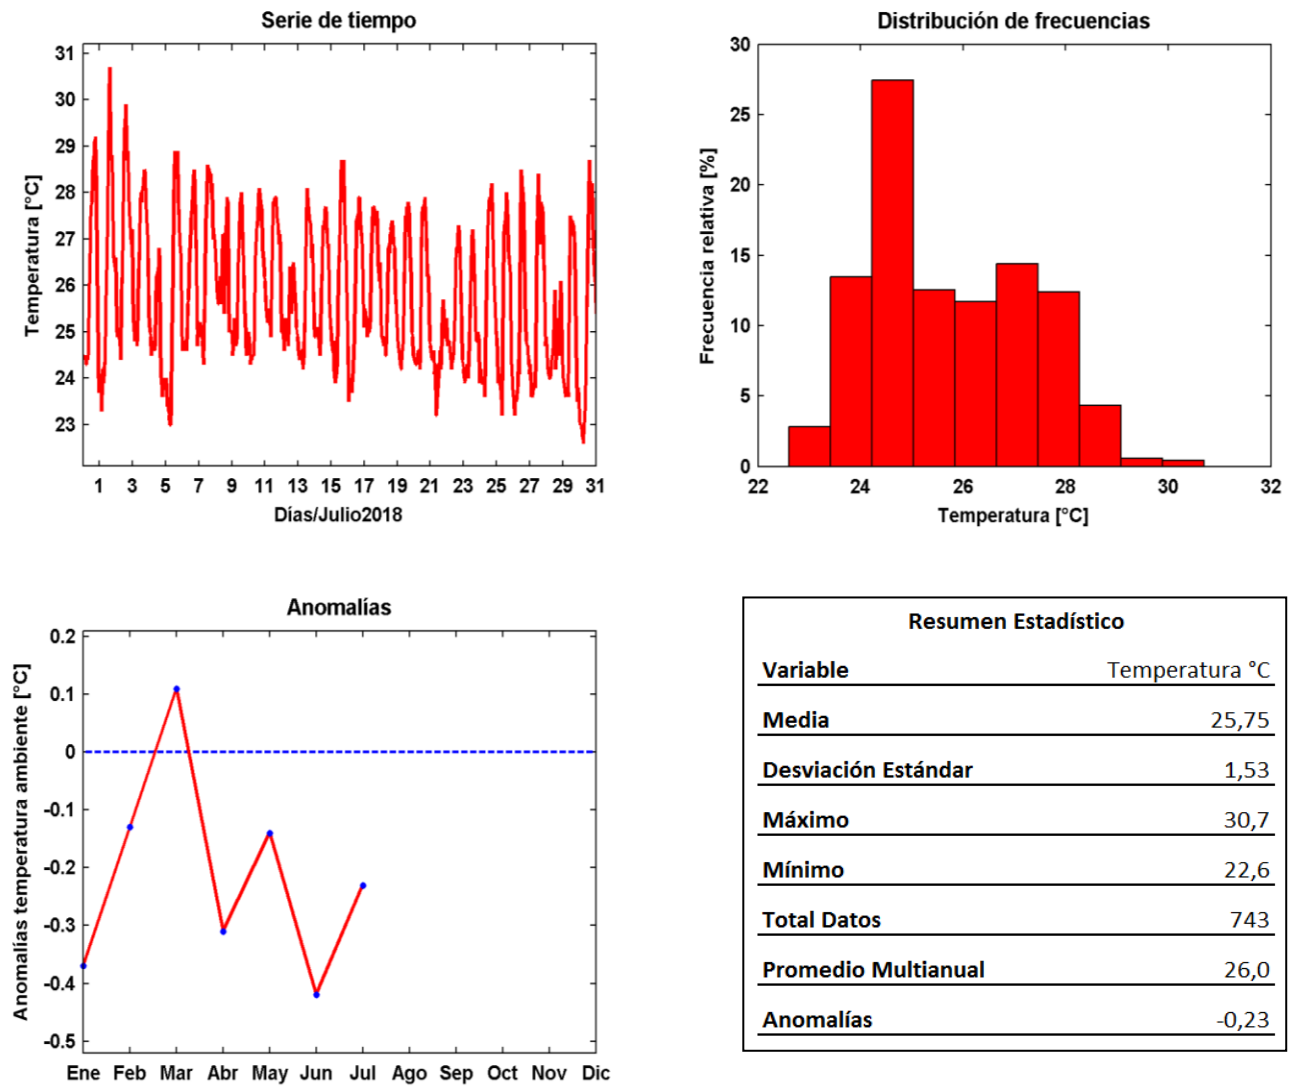 Serie de tiempo
31
30
29
28
27
26
25
24
23
Temperatura [°C]
1 3 5 7 9 11 13 15 17 19 21 23 25 27 29 31
Días/Julio2018
Distribución de frecuencias
30
25
20
15
10
5
0
Frecuencia relativa [%]
22 24 26 28 30 32
Temperatura [°C]
Anomalías
0.2
0.1
0
-0.1
-0.2
-0.3
-0.4
-0.5
Anomalías temperatura ambiente [°C]
Ene Feb Mar Abr May Jun Jul Ago Sep Oct Nov Dic
Resumen Estadístico
Variable Temperatura °C
Media 25,75
Desviación Estándar 1,53
Máximo 30,7
Mínimo 22,6
Total Datos 743
Promedio Multianual 26,0
Anomalías -0,23